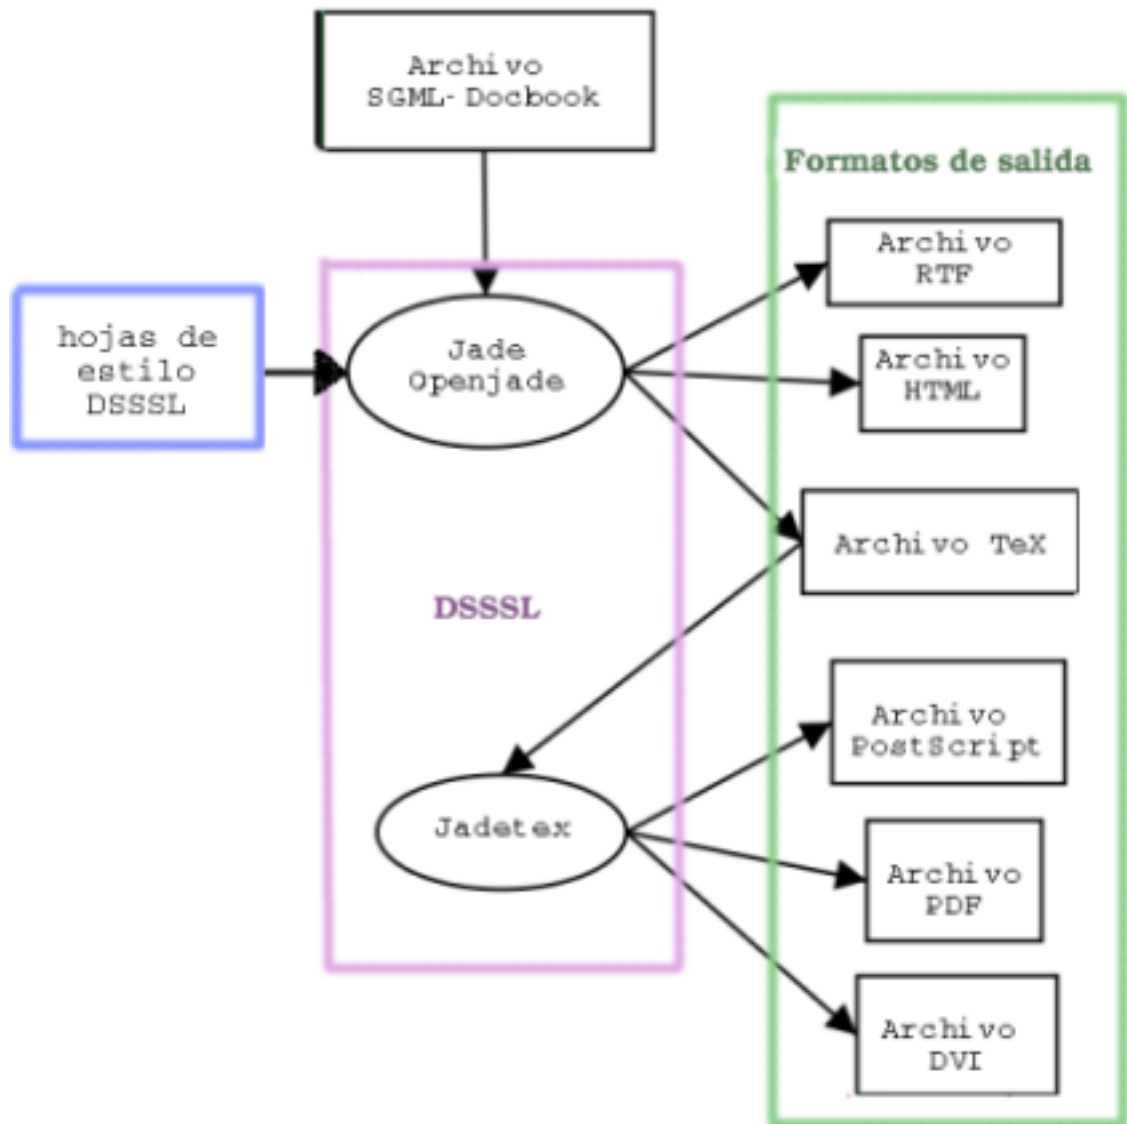 Archivo
SGML-Docbook
Formatos de salida
Archivo
RTF
hojas de
estilo
DSSSL
Jade
Openjade
Archivo
HTML
Archivo TeX
DSSSL
Archivo
PostScript
Jadetex
Archivo
PDF
Archivo
DVI